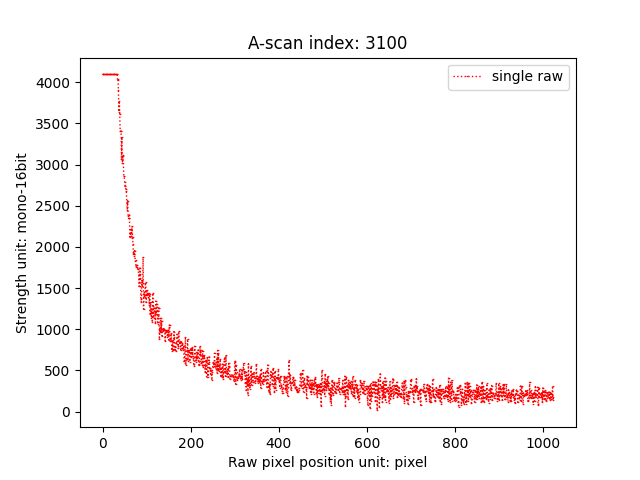 A-scan index: 3100
single raw
Strength unit: mono-16bit
4000
3500
3000
2500
2000
1500
1000
500
0
0 200 400 600 800 1000
Raw pixel position unit: pixel